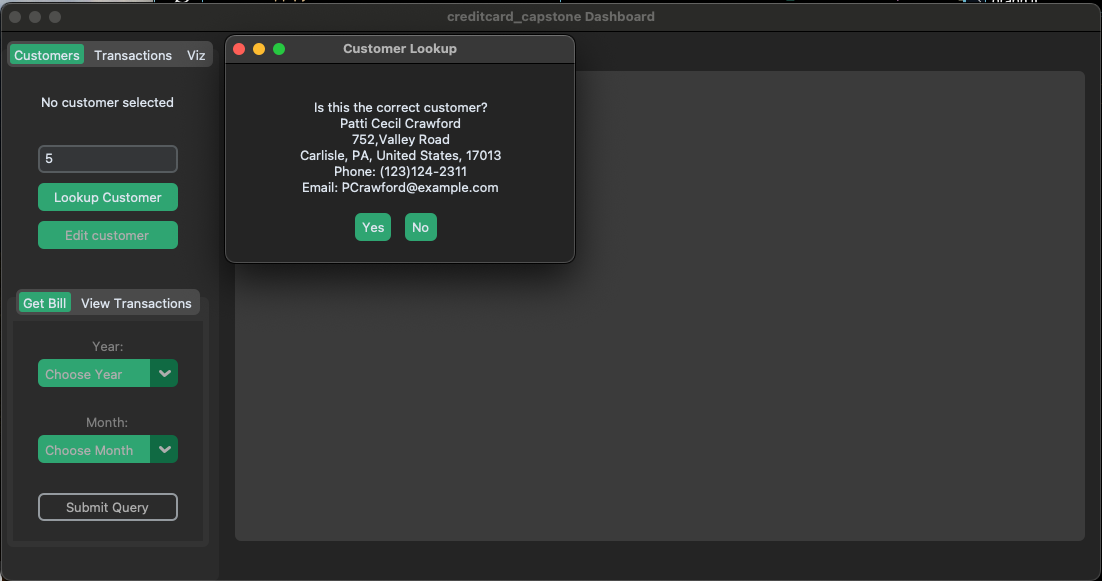 creditcard_capstone Dashboard
Customers Transactions Viz
No customer selected
5
Lookup Customer
Edit customer
Get Bill View Transactions
Year:
Choose Year
Month:
Choose Month
Submit Query
Customer Lookup
Is this the correct customer?
Patti Cecil Crawford
752,Valley Road
Carlisle, PA, United States, 17013
Phone: (123)124-2311
Email: PCrawford@example.com
Yes No